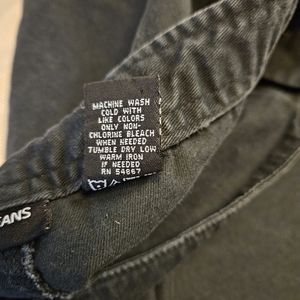 MACHINE WASH
COLD WITH
LIKE COLORS
ONLY NON-
CHLORINE BLEACH
WHEN NEEDED
TUMBLE DRY LOW
WARM IRON
IF NEEDED
RN 54867
EANS